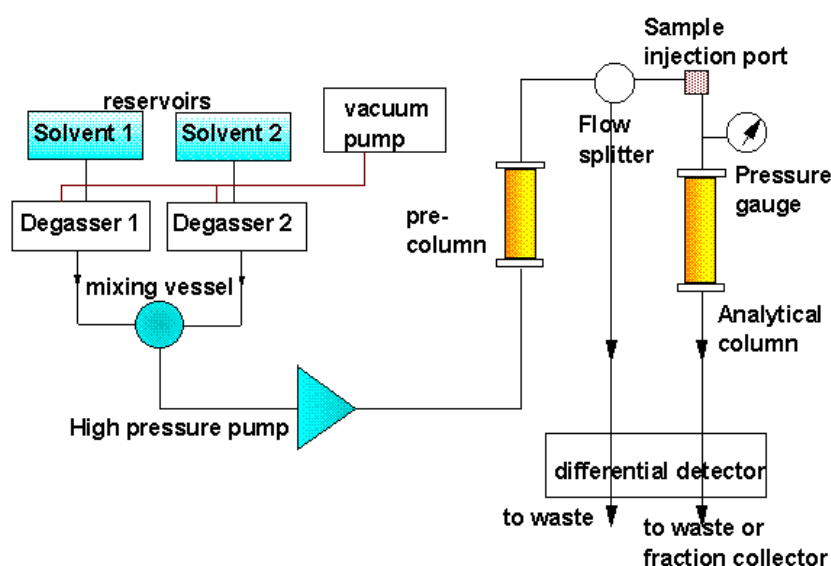 Sample
injection port
reservoirs
vacuum
pump
Solvent 1
Solvent 2
Flow
splitter
Pressure
gauge
pre-
column
Degasser 1
Degasser 2
mixing vessel
Analytical
column
High pressure pump
differential detector
to waste
to waste or
fraction collector